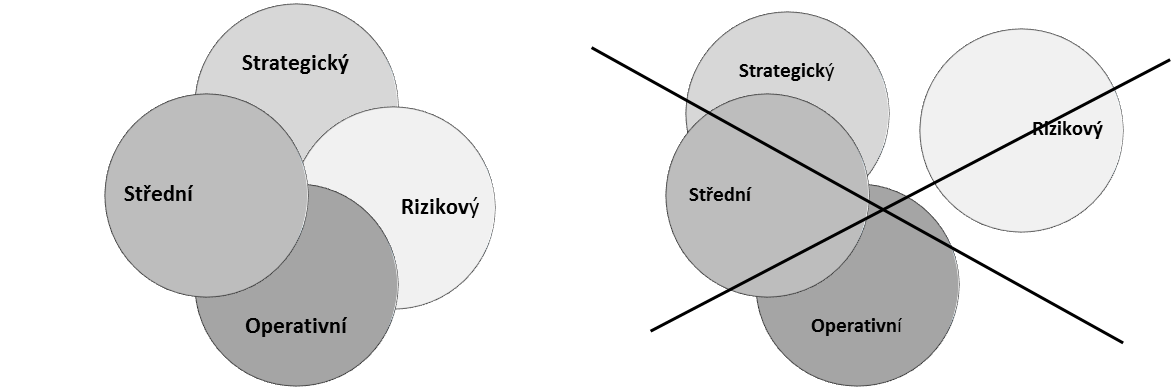 Strategický
Střední
Rizikový
Operativní
Strategický
Rizikový
Střední
Operativní